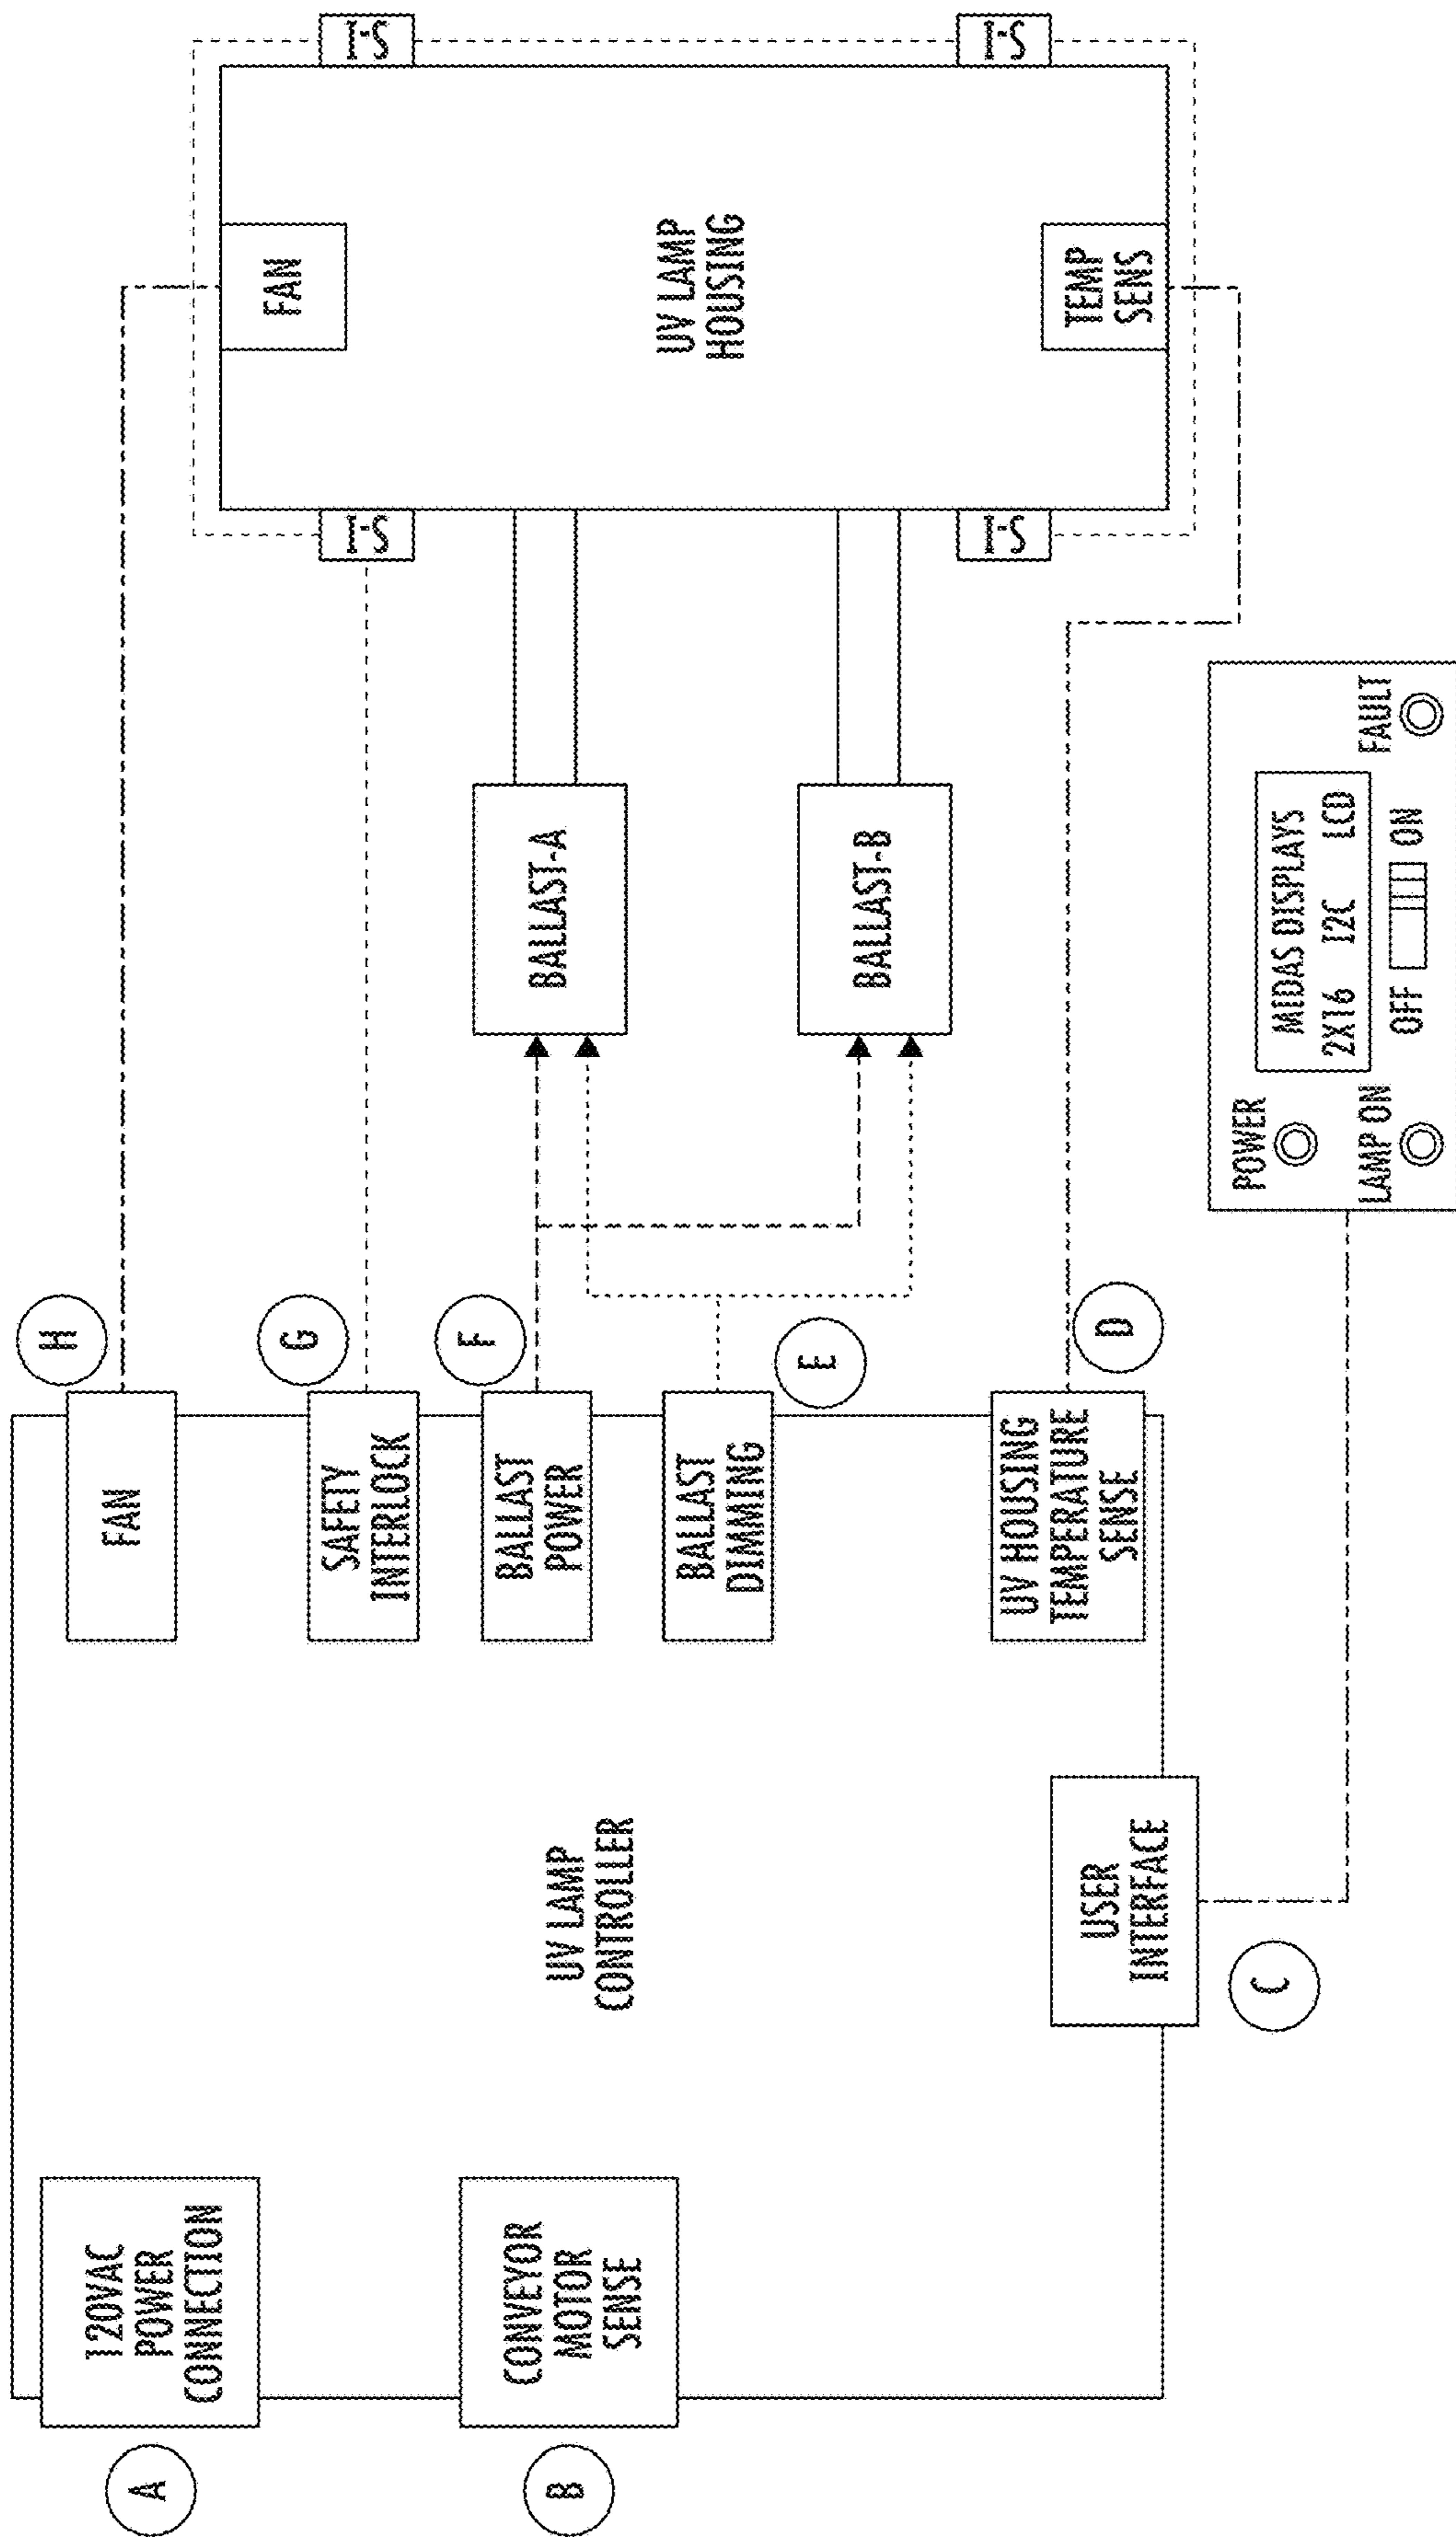 A
120VAC
POWER
CONNECTION
B
CONVEYOR
MOTOR
SENSE
UV LAMP
CONTROLLER
C
USER
INTERFACE
FAN
H
SAFETY
INTERLOCK
G
BALLAST
POWER
F
BALLAST
DIMMING
E
UV HOUSING
TEMPERATURE
SENSE
D
BALLAST-A
BALLAST-B
I-S
I-S
I-S
I-S
FAN
UV LAMP
HOUSING
TEMP
SENS
POWER
MIDAS DISPLAYS
2X16 I2C LCD
LAMP ON
OFF
ON
FAULT